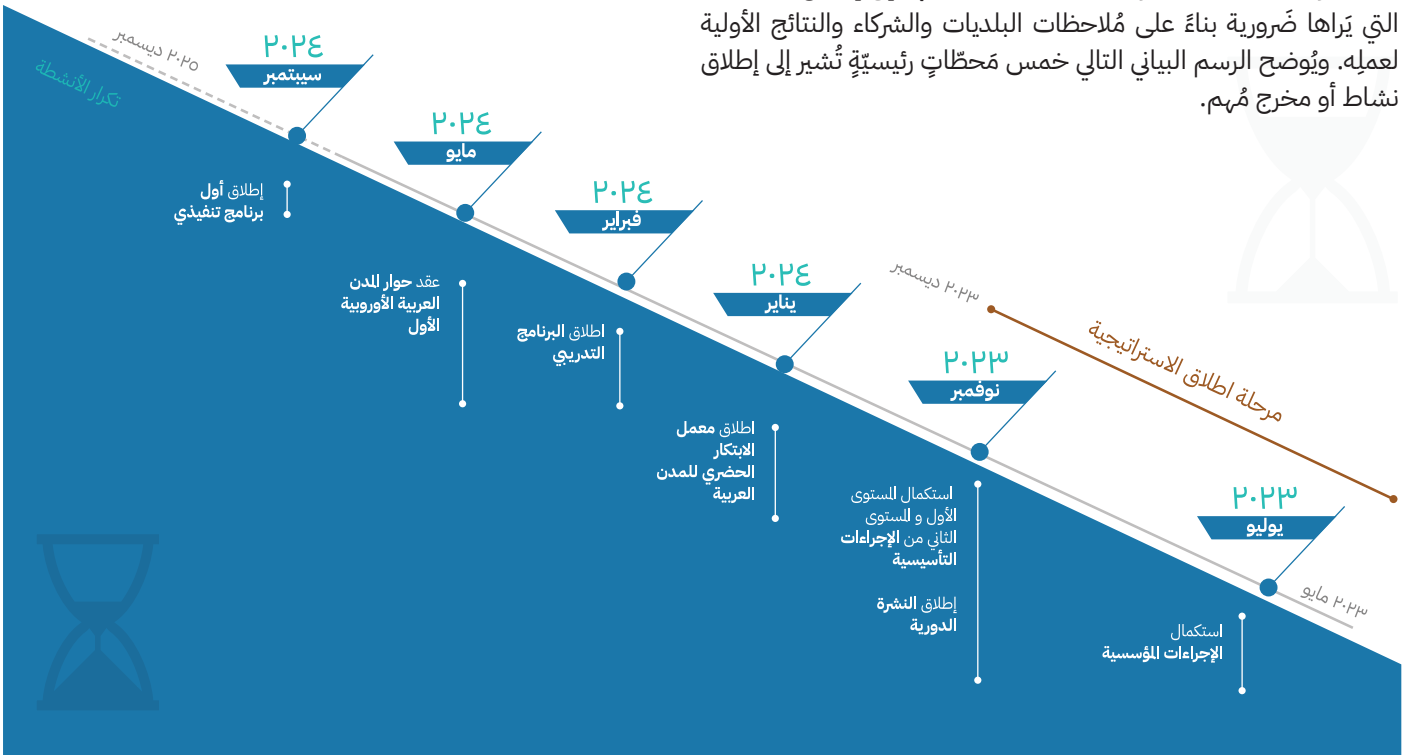 التي يَراها ضَرورية بناءً على مُلاحظات البلديات والشركاء والنتائج الأولية
لعملِه. ويُوضح الرسم البياني التالي خمس مَحطّاتٍ رئيسيّةٍ تُشير إلى إطلاق
نشاط أو مخرج مُهم.
مرحلة اطلاق الاستراتيجية
٢٠٢٣ مايو
٢٠٢٣ ديسمبر
٢٠٢٣
يوليو
استكمال
الإجراءات المؤسسية
٢٠٢٣
نوفمبر
استكمال المستوى
الأول و المستوى
الثاني من الإجراءات
التأسيسية
إطلاق النشرة
الدورية
٢٠٢٤
يناير
اطلاق معمل
الابتكار
الحضري للمدن
العربية
٢٠٢٤
فبراير
اطلاق البرنامج
التدريبي
٢٠٢٤
مايو
عقد حوار المدن
العربية الأوروبية
الأول
٢٠٢٤
سبتمبر
إطلاق أول
برنامج تنفيذي
٢٠٢٥ ديسمبر
تكرار الأنشطة